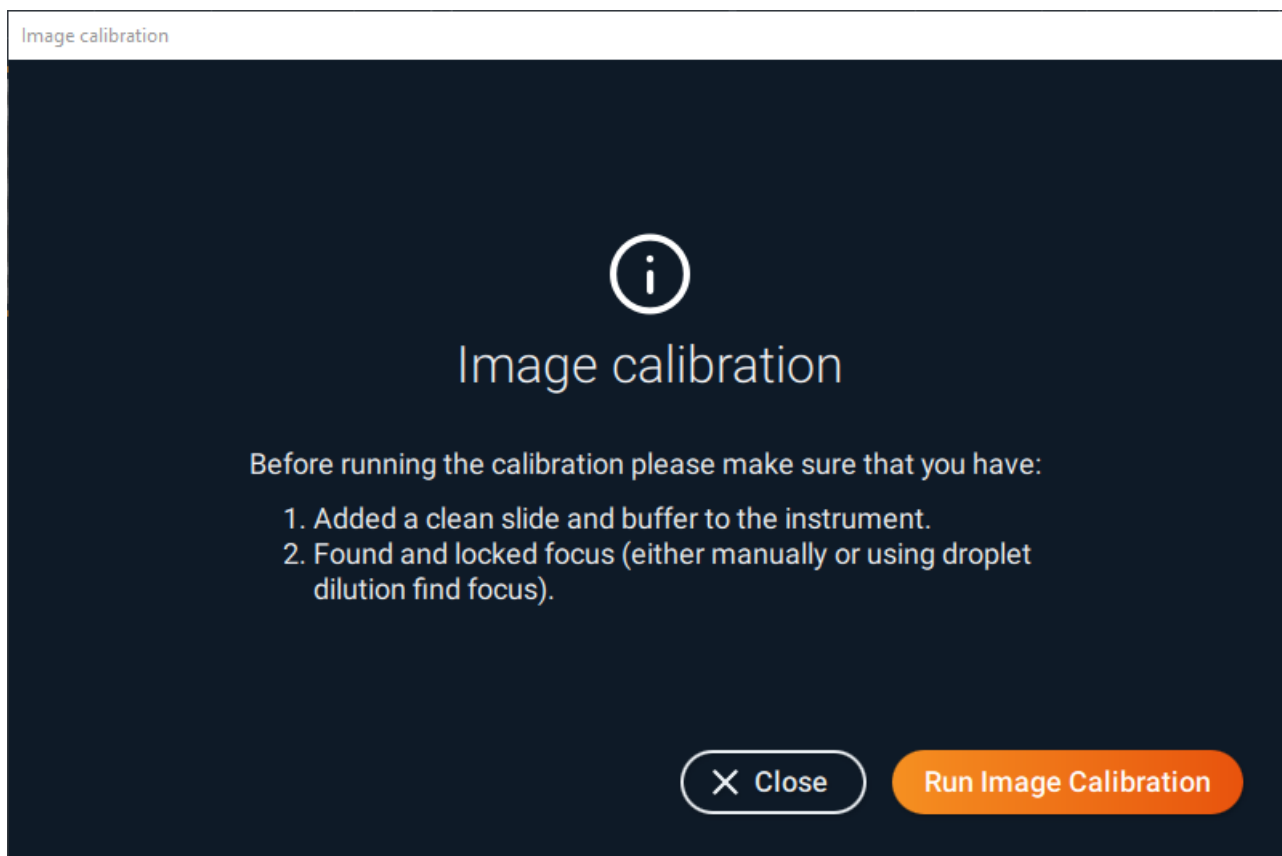 Image calibration
Image calibration
Before running the calibration please make sure that you have:
1. Added a clean slide and buffer to the instrument.
2. Found and locked focus (either manually or using droplet
dilution find focus).
Close
Run Image Calibration